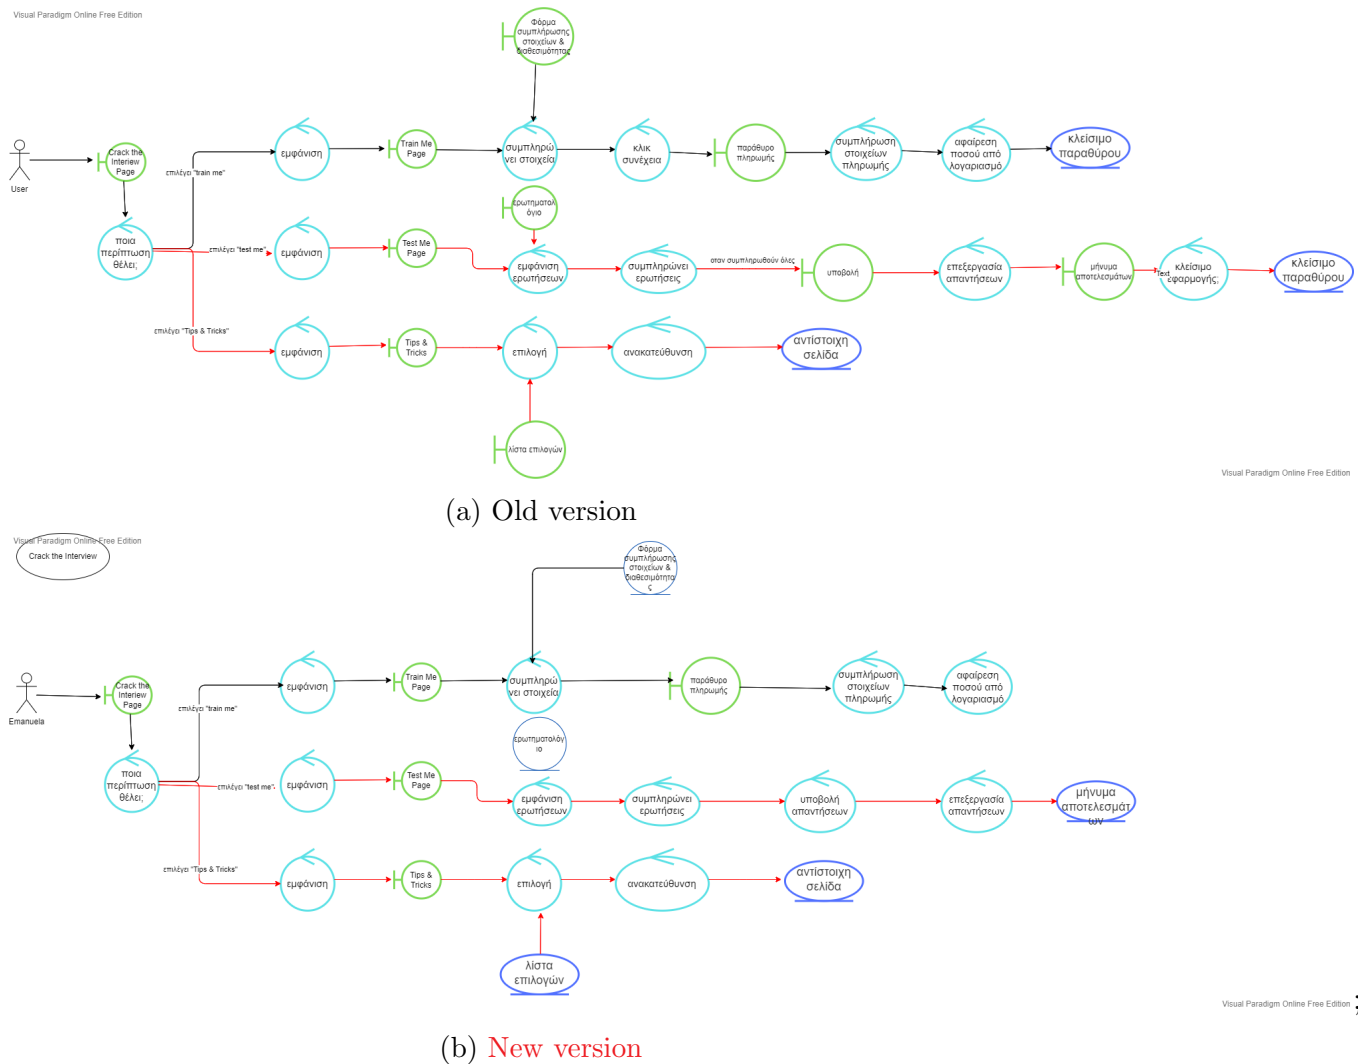 Visual Paradigm Online Free Edition
Φόρμα
συμπλήρωσης
στοιχείων &
διαθεσιμότητας
User
Crack the
Interiew
Page
επιλέγει "train me"
εμφάνιση
Train Me
Page
συμπληρώ
νει στοιχεία
κλικ
συνέχεια
παράθυρο
πληρωμής
συμπλήρωση
στοιχείων
πληρωμής
αφαίρεση
ποσού από
λογαριασμό
κλείσιμο
παραθύρου
ερωτηματολ
όγιο
ποια
περίπτωση
θέλει;
επιλέγει "test me"
εμφάνιση
Test Me
Page
εμφάνιση
ερωτήσεων
συμπληρώνει
ερωτήσεις
οταν συμπληρωθούν όλες
υποβολή
επεξεργασία
απαντήσεων
μήνυμα
αποτελεσμάτων
Text
κλείσιμο
εφαρμογής;
κλείσιμο
παραθύρου
επιλέγει "Tips & Tricks"
εμφάνιση
Tips &
Tricks
επιλογή
ανακατεύθυνση
αντίστοιχη
σελίδα
λίστα επιλογών
Visual Paradigm Online Free Edition
(a) Old version
Visual Paradigm Online Free Edition
Crack the Interview
Φόρμα
συμπλήρωσης
στοιχείων &
διαθεσιμότητα
ς
Emanuela
Crack the
Interiew
Page
επιλέγει "train me"
εμφάνιση
Train Me
Page
συμπληρώ
νει στοιχεία
παράθυρο
πληρωμής
συμπλήρωση
στοιχείων
πληρωμής
αφαίρεση
ποσού από
λογαριασμό
ερωτηματολόγ
ιο
ποια
περίπτωση
θέλει;
επιλέγει "test me"
εμφάνιση
Test Me
Page
εμφάνιση
ερωτήσεων
συμπληρώνει
ερωτήσεις
υποβολή
απαντήσεων
επεξεργασία
απαντήσεων
μήνυμα
αποτελεσμάτ
ων
επιλέγει "Tips & Tricks"
εμφάνιση
Tips &
Tricks
επιλογή
ανακατεύθυνση
αντίστοιχη
σελίδα
λίστα
επιλογών
Visual Paradigm Online Free Edition ;
(b) New version